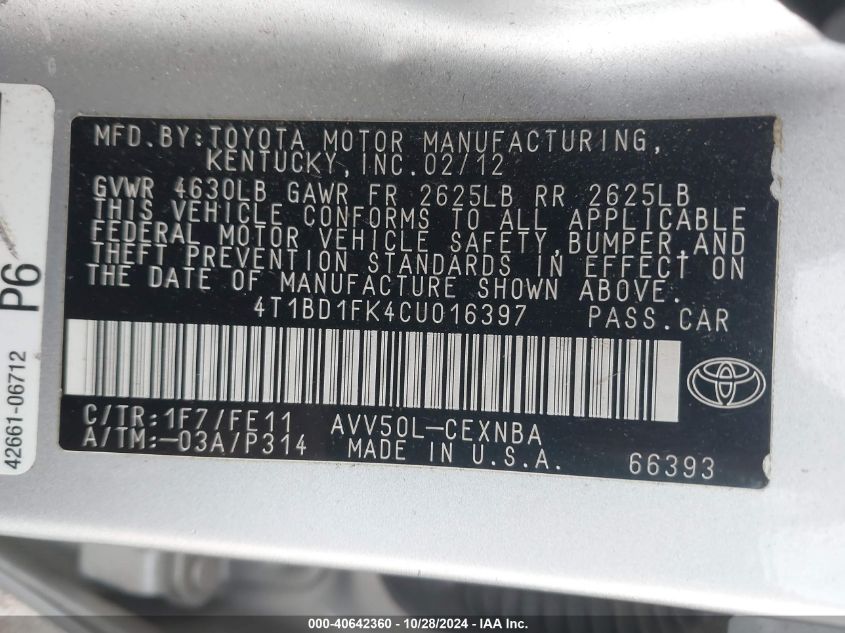 MFD. BY: TOYOTA MOTOR MANUFACTURING,
KENTUCKY, INC. 02/12
GVWR 4630LB GAWR FR 2625LB RR 2625LB
THIS VEHICLE CONFORMS TO ALL APPLICABLE
FEDERAL MOTOR VEHICLE SAFETY, BUMPER, AND
THEFT PREVENTION STANDARDS IN EFFECT ON
THE DATE OF MANUFACTURE SHOWN ABOVE.
4T1BD1FK4CU016397 PASS. CAR
C/TR: 1F7/FE11 AVV50L-CEXNBA
A/TM: -03A/P314 MADE IN U.S.A. 66393
P6
42661-06712
000-40642360 - 10/28/2024 - Copyright IAA, Inc.